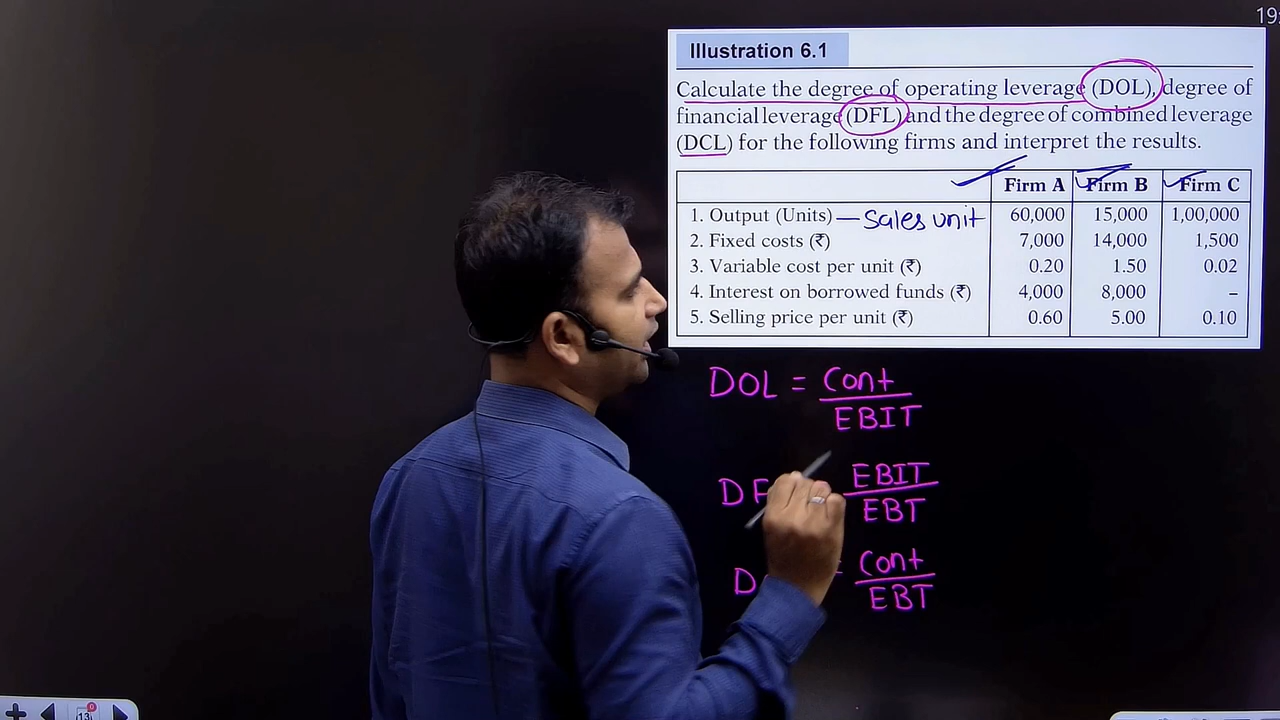 19:
Illustration 6.1
Calculate the degree of operating leverage (DOL), degree of
financial leverage (DFL) and the degree of combined leverage
(DCL) for the following firms and interpret the results.
Firm A Firm B Firm C
1. Output (Units) — Sales unit 60,000 15,000 1,00,000
2. Fixed costs (₹) 7,000 14,000 1,500
3. Variable cost per unit (₹) 0.20 1.50 0.02
4. Interest on borrowed funds (₹) 4,000 8,000 –
5. Selling price per unit (₹) 0.60 5.00 0.10
DOL = Cont
EBIT
EBIT
EBT
Cont
EBT
13
0